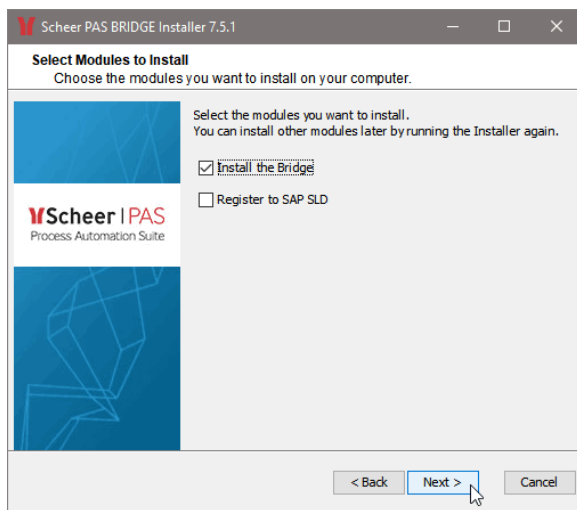 Scheer PAS BRIDGE Installer 7.5.1
Select Modules to Install
Choose the modules you want to install on your computer.
Select the modules you want to install.
You can install other modules later by running the Installer again.
Install the Bridge
Register to SAP SLD
Scheer PAS
Process Automation Suite
< Back Next > Cancel